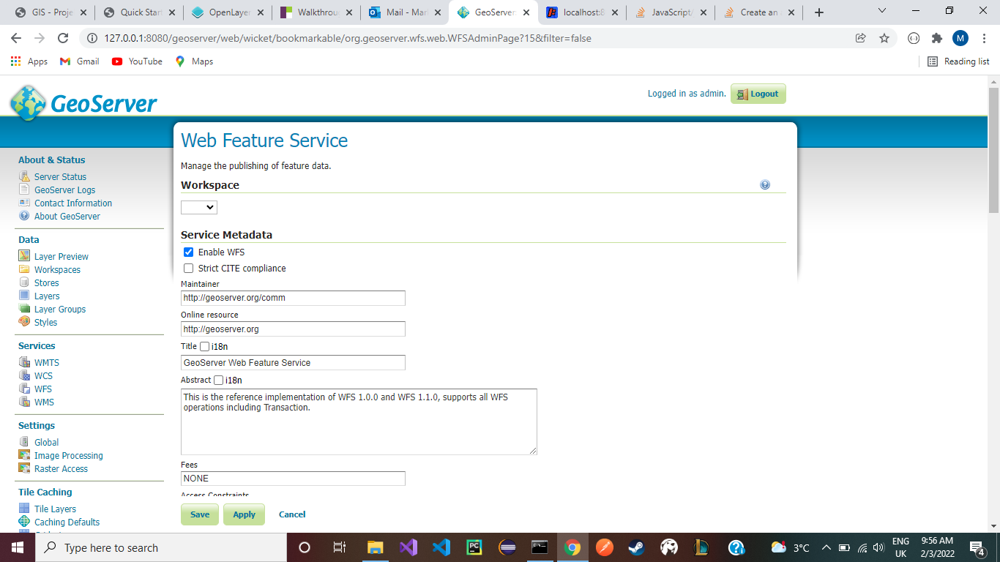 GIS - Proje
Quick Start
OpenLayer
Walkthrou
Mail - Mar
GeoServer:
localhost:8
JavaScript/
Create an
127.0.0.1:8080/geoserver/web/wicket/bookmarkable/org.geoserver.wfs.web.WFSAdminPage?15&filter=false
M
Apps
Gmail
YouTube
Maps
Reading list
GeoServer
Logged in as admin.
Logout
Web Feature Service
Manage the publishing of feature data.
Workspace
Service Metadata
Enable WFS
Strict CITE compliance
Maintainer
http://geoserver.org/comm
Online resource
http://geoserver.org
Title i18n
GeoServer Web Feature Service
Abstract i18n
This is the reference implementation of WFS 1.0.0 and WFS 1.1.0, supports all WFS
operations including Transaction.
Fees
NONE
Access Constraints
Save
Apply
Cancel
About & Status
Server Status
GeoServer Logs
Contact Information
About GeoServer
Data
Layer Preview
Workspaces
Stores
Layers
Layer Groups
Styles
Services
WMTS
WCS
WFS
WMS
Settings
Global
Image Processing
Raster Access
Tile Caching
Tile Layers
Caching Defaults
Type here to search
3°C
ENG
UK
9:56 AM
2/3/2022
4